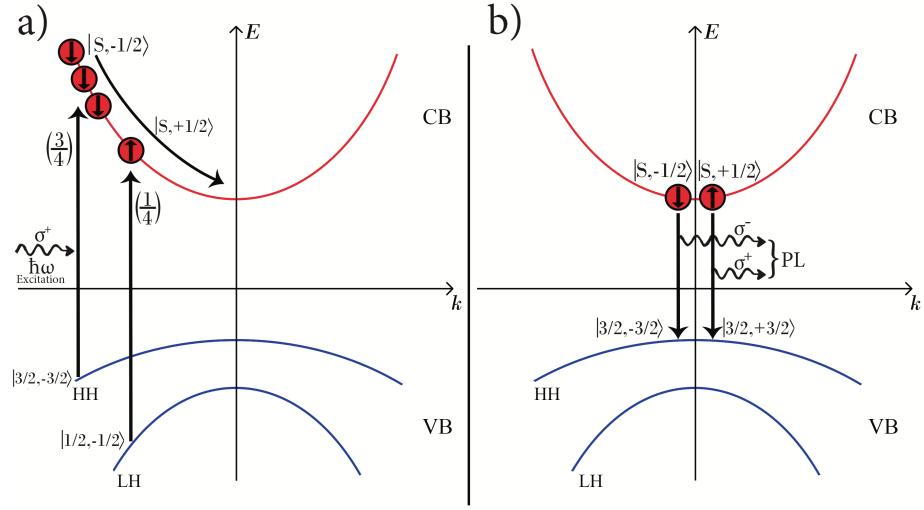 a)
E
|S,-1/2⟩
|S,+1/2⟩
CB
(3/4)
(1/4)
σ⁺
ħω
Excitation
k
|3/2,-3/2⟩
HH
|1/2,-1/2⟩
VB
LH
b)
E
CB
|S,-1/2⟩ |S,+1/2⟩
σ⁻
σ⁺
} PL
k
|3/2,-3/2⟩ |3/2,+3/2⟩
HH
VB
LH